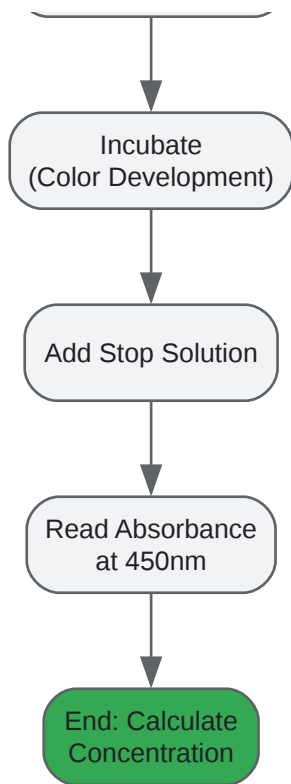 Incubate
(Color Development)
Add Stop Solution
Read Absorbance
at 450nm
End: Calculate
Concentration